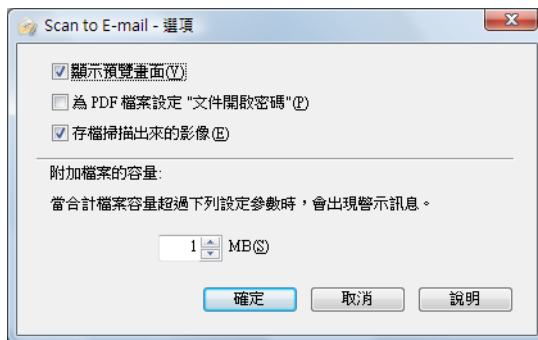 Scan to E-mail - 選項
顯示預覽畫面(V)
為 PDF 檔案設定 "文件開啟密碼"(P)
存檔掃描出來的影像(E)
附加檔案的容量:
當合計檔案容量超過下列設定參數時，會出現警示訊息。
1 MB(S)
確定 取消 說明